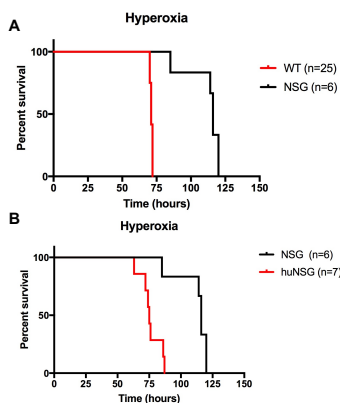 Hyperoxia
A
100
50
0
Percent survival
WT (n=25)
NSG (n=6)
0 25 50 75 100 125 150
Time (hours)
B
Hyperoxia
100
50
0
Percent survival
NSG (n=6)
huNSG (n=7)
0 25 50 75 100 125 150
Time (hours)